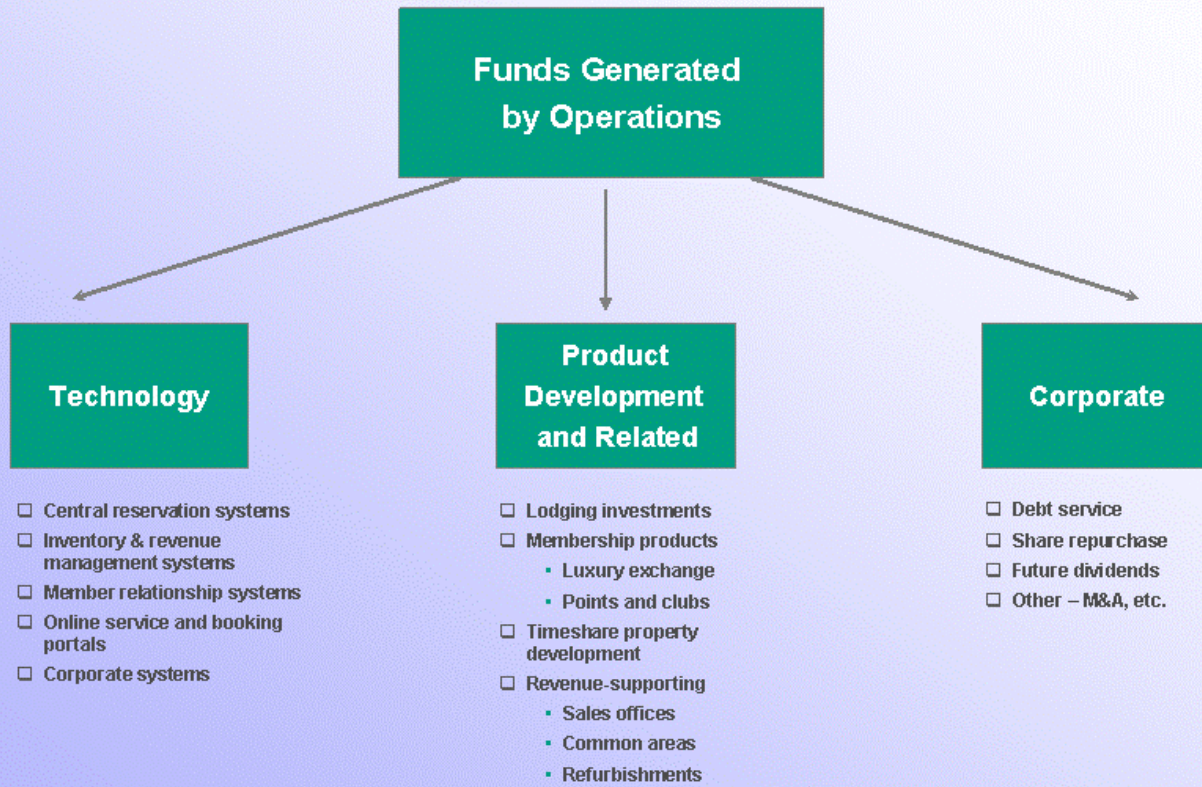 Funds Generated
by Operations
Technology
Product
Development
and Related
Corporate
❑ Central reservation systems
❑ Inventory & revenue
management systems
❑ Member relationship systems
❑ Online service and booking
portals
❑ Corporate systems
❑ Lodging investments
❑ Membership products
▪ Luxury exchange
▪ Points and clubs
❑ Timeshare property
development
❑ Revenue-supporting
▪ Sales offices
▪ Common areas
▪ Refurbishments
❑ Debt service
❑ Share repurchase
❑ Future dividends
❑ Other – M&A, etc.